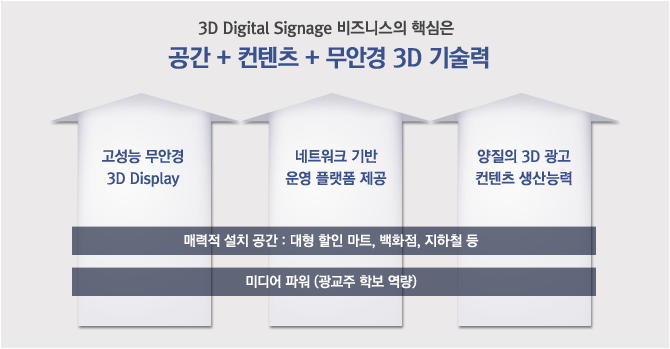 3D Digital Signage 비즈니스의 핵심은
공간 + 컨텐츠 + 무안경 3D 기술력
고성능 무안경
3D Display
네트워크 기반
운영 플랫폼 제공
양질의 3D 광고
컨텐츠 생산능력
매력적 설치 공간 : 대형 할인 마트, 백화점, 지하철 등
미디어 파워 (광교주 학보 역량)